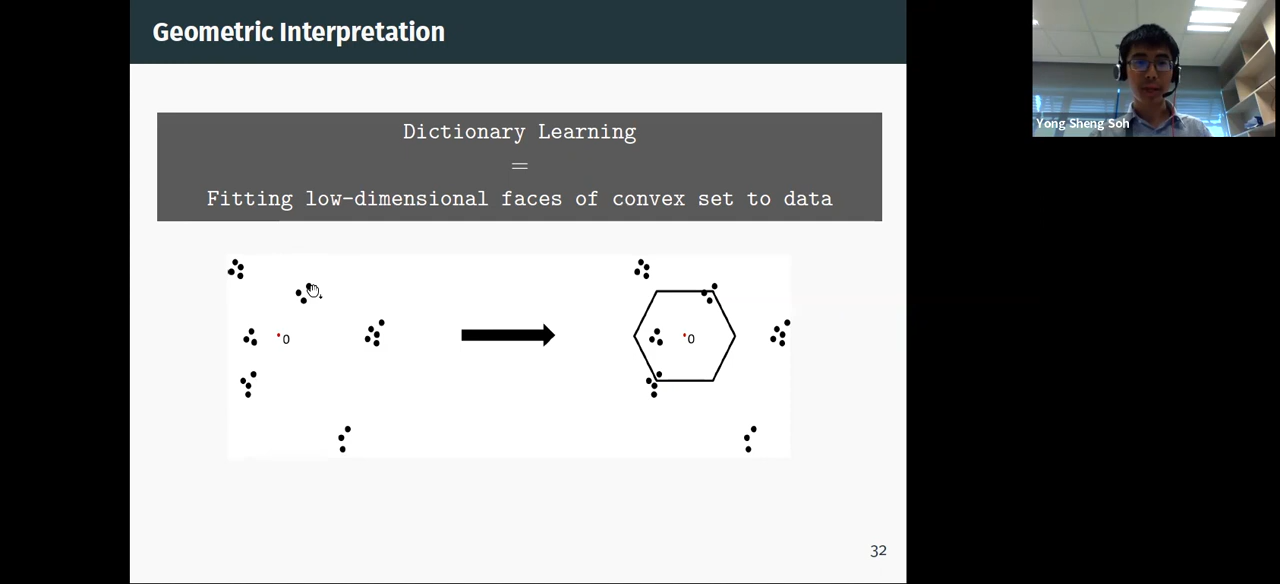 Geometric Interpretation
Dictionary Learning
=
Fitting low-dimensional faces of convex set to data
0
0
32
Yong Sheng Soh